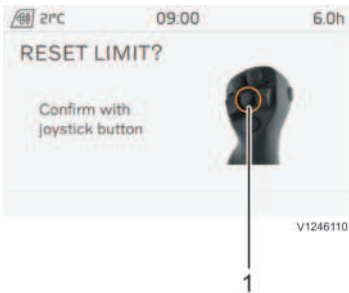 21°C 09:00 6.0h
RESET LIMIT?
Confirm with
joystick button
V1246110
1